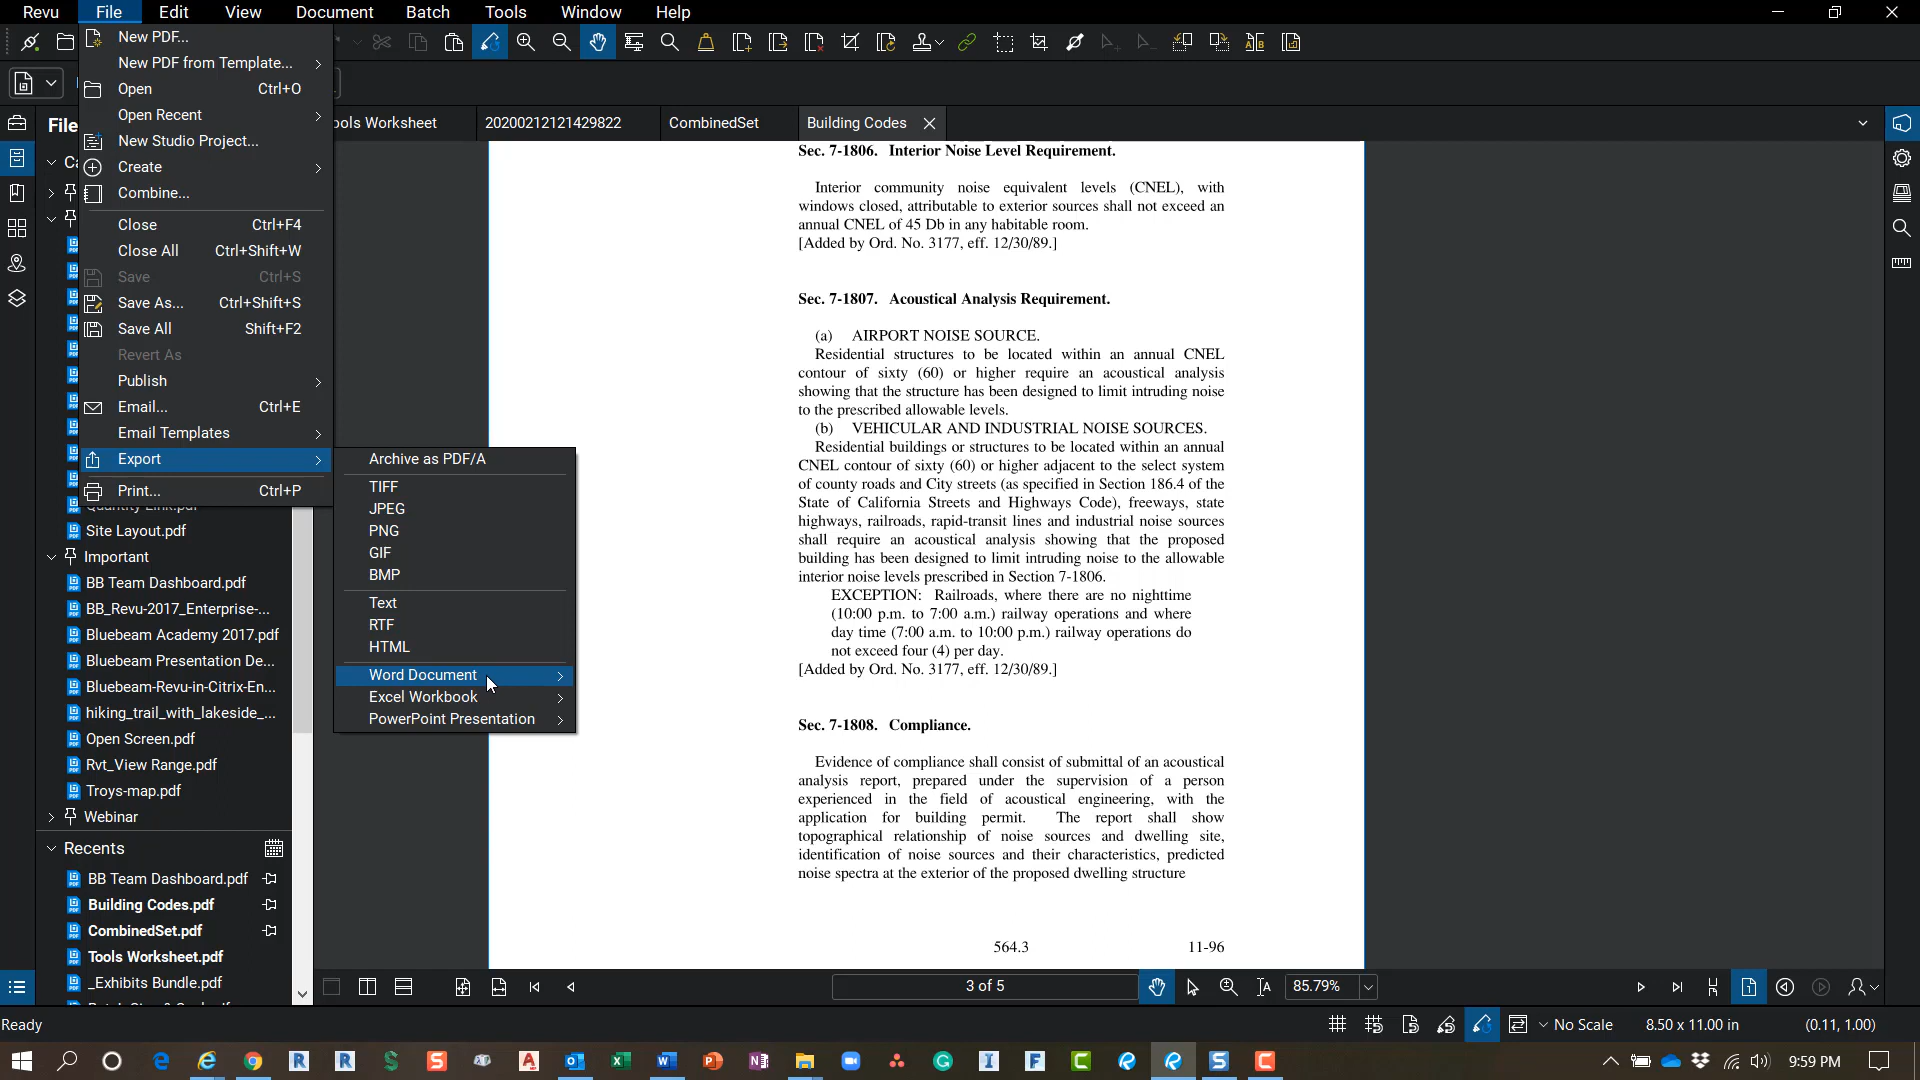 Revu File Edit View Document Batch Tools Window Help
New PDF...
New PDF from Template...
Open Ctrl+O
Open Recent
New Studio Project...
Create
Combine...
Close Ctrl+F4
Close All Ctrl+Shift+W
Save Ctrl+S
Save As... Ctrl+Shift+S
Save All Shift+F2
Revert As
Publish
Email... Ctrl+E
Email Templates
Export
Print... Ctrl+P
Archive as PDF/A
TIFF
JPEG
PNG
GIF
BMP
Text
RTF
HTML
Word Document
Excel Workbook
PowerPoint Presentation
File
Ca
Site Layout.pdf
Important
BB Team Dashboard.pdf
BB_Revu-2017_Enterprise-...
Bluebeam Academy 2017.pdf
Bluebeam Presentation De...
Bluebeam-Revu-in-Citrix-En...
hiking_trail_with_lakeside_...
Open Screen.pdf
Rvt_View Range.pdf
Troys-map.pdf
Webinar
Recents
BB Team Dashboard.pdf
Building Codes.pdf
CombinedSet.pdf
Tools Worksheet.pdf
_Exhibits Bundle.pdf
ools Worksheet 20200212121429822 CombinedSet Building Codes
Sec. 7-1806. Interior Noise Level Requirement.
Interior community noise equivalent levels (CNEL), with
windows closed, attributable to exterior sources shall not exceed an
annual CNEL of 45 Db in any habitable room.
[Added by Ord. No. 3177, eff. 12/30/89.]
Sec. 7-1807. Acoustical Analysis Requirement.
(a) AIRPORT NOISE SOURCE.
Residential structures to be located within an annual CNEL
contour of sixty (60) or higher require an acoustical analysis
showing that the structure has been designed to limit intruding noise
to the prescribed allowable levels.
(b) VEHICULAR AND INDUSTRIAL NOISE SOURCES.
Residential buildings or structures to be located within an annual
CNEL contour of sixty (60) or higher adjacent to the select system
of county roads and City streets (as specified in Section 186.4 of the
State of California Streets and Highways Code), freeways, state
highways, railroads, rapid-transit lines and industrial noise sources
shall require an acoustical analysis showing that the proposed
building has been designed to limit intruding noise to the allowable
interior noise levels prescribed in Section 7-1806.
EXCEPTION: Railroads, where there are no nighttime
(10:00 p.m. to 7:00 a.m.) railway operations and where
day time (7:00 a.m. to 10:00 p.m.) railway operations do
not exceed four (4) per day.
[Added by Ord. No. 3177, eff. 12/30/89.]
Sec. 7-1808. Compliance.
Evidence of compliance shall consist of submittal of an acoustical
analysis report, prepared under the supervision of a person
experienced in the field of acoustical engineering, with the
application for building permit. The report shall show
topographical relationship of noise sources and dwelling site,
identification of noise sources and their characteristics, predicted
noise spectra at the exterior of the proposed dwelling structure
564.3 11-96
3 of 5 85.79%
Ready No Scale 8.50 x 11.00 in (0.11, 1.00)
9:59 PM